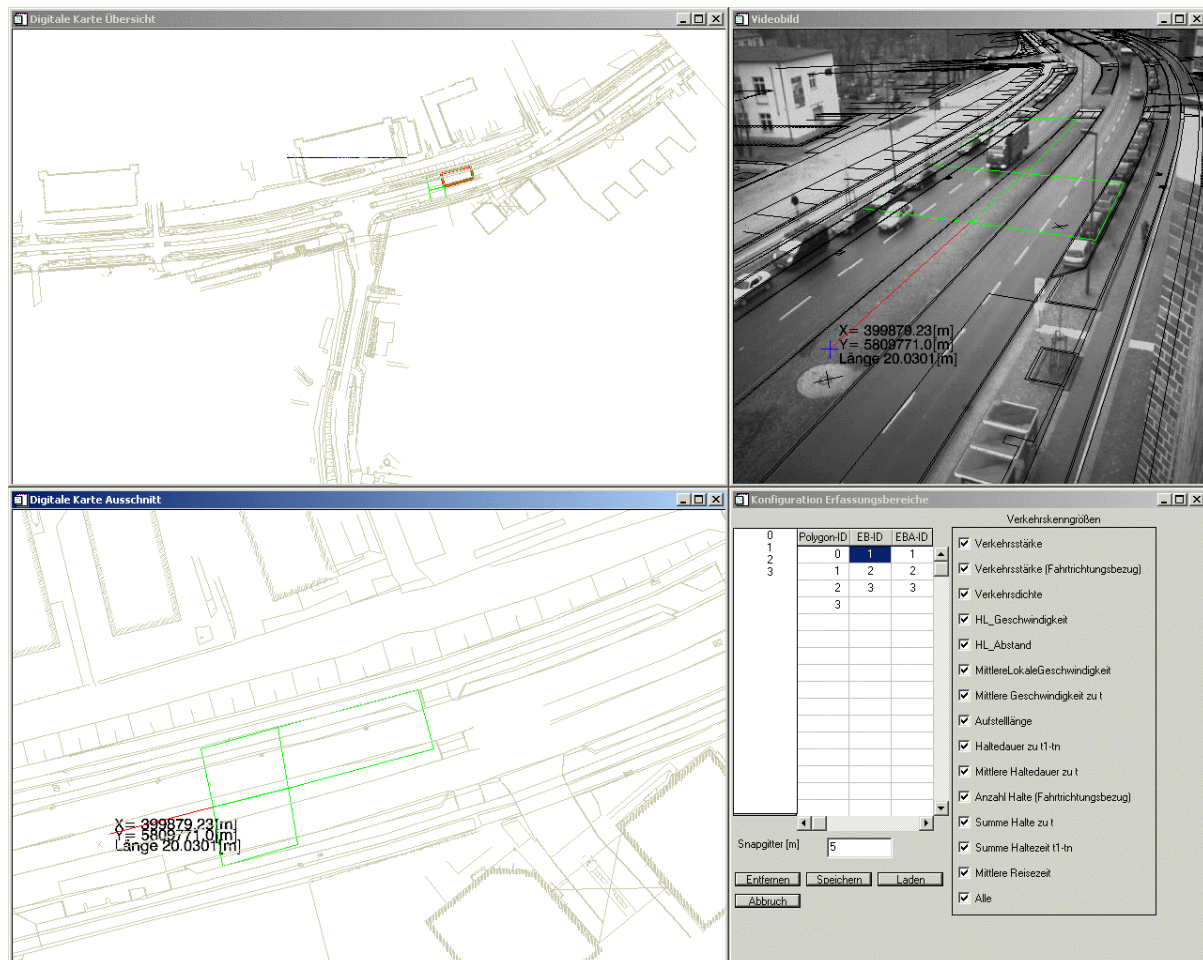 Digitale Karte Übersicht
Videobild
X= 399879.23[m]
Y= 5809771.0[m]
Länge 20.0301[m]
Digitale Karte Ausschnitt
X= 399879.23[m]
Y= 5809771.0[m]
Länge 20.0301[m]
Konfiguration Erfassungsbereiche
0
1
2
3
Polygon-ID EB-ID EBA-ID
0 1 1
1 2 2
2 3 3
3
Snapgitter [m] 5
Entfernen Speichern Laden
Abbruch
Verkehrskenngrößen
Verkehrsstärke
Verkehrsstärke (Fahrtrichtungsbezug)
Verkehrsdichte
HL_Geschwindigkeit
HL_Abstand
MittlereLokaleGeschwindigkeit
Mittlere Geschwindigkeit zu t
Aufstelllänge
Haltedauer zu t1-tn
Mittlere Haltedauer zu t
Anzahl Halte (Fahrtrichtungsbezug)
Summe Halte zu t
Summe Haltezeit t1-tn
Mittlere Reisezeit
Alle